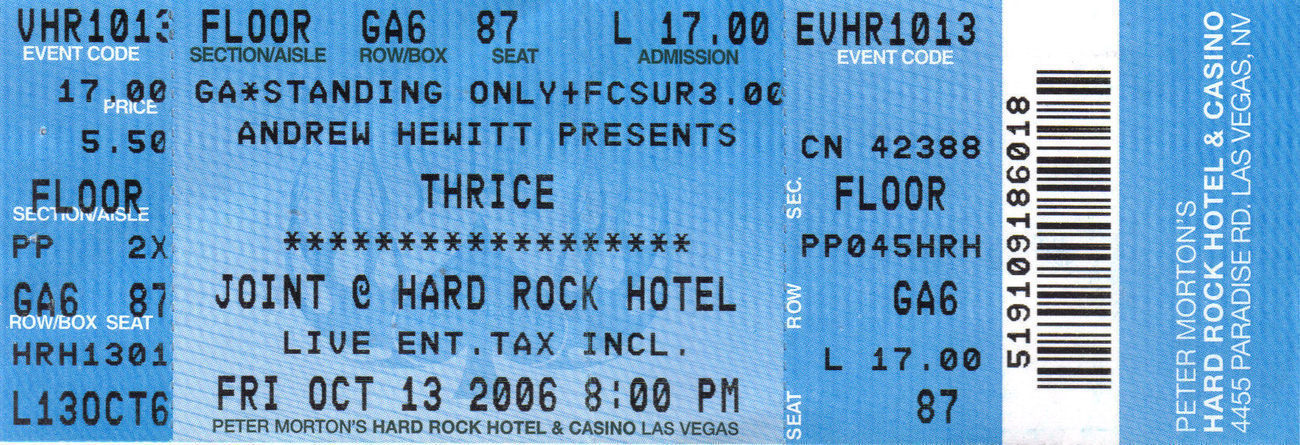 VHR1013
EVENT CODE
17.00
PRICE
5.50
FLOOR
SECTION/AISLE
PP 2X
GA6 87
ROW/BOX SEAT
HRH1301
L13OCT6
FLOOR GA6 87 L 17.00
SECTION/AISLE ROW/BOX SEAT ADMISSION
GA*STANDING ONLY+FCSUR3.00
ANDREW HEWITT PRESENTS
THRICE
******************
JOINT @ HARD ROCK HOTEL
LIVE ENT.TAX INCL.
FRI OCT 13 2006 8:00 PM
PETER MORTON'S HARD ROCK HOTEL & CASINO LAS VEGAS
EVHR1013
EVENT CODE
CN 42388
SEC. FLOOR
PP045HRH
ROW GA6
L 17.00
SEAT 87
519109186018
PETER MORTON'S
HARD ROCK HOTEL & CASINO
4455 PARADISE RD. LAS VEGAS, NV